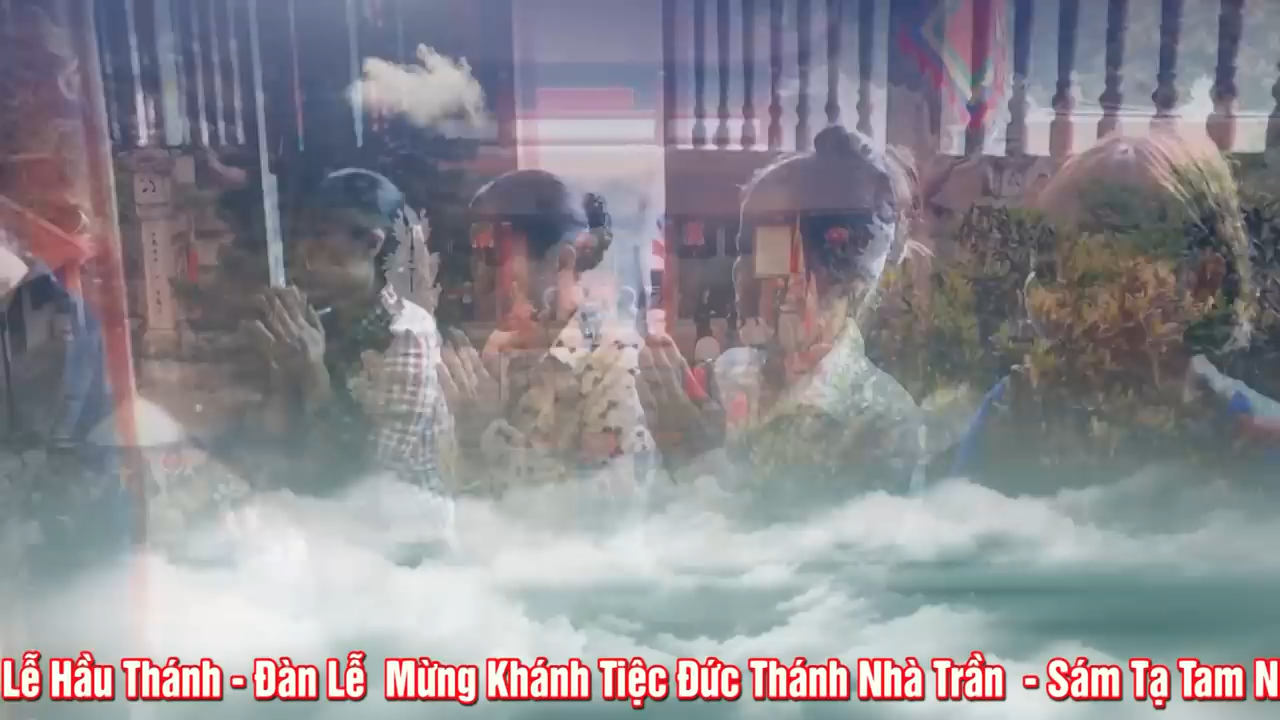 Lễ Hầu Thánh - Đàn Lễ Mừng Khánh Tiệc Đức Thánh Nhà Trần - Sám Tạ Tam N